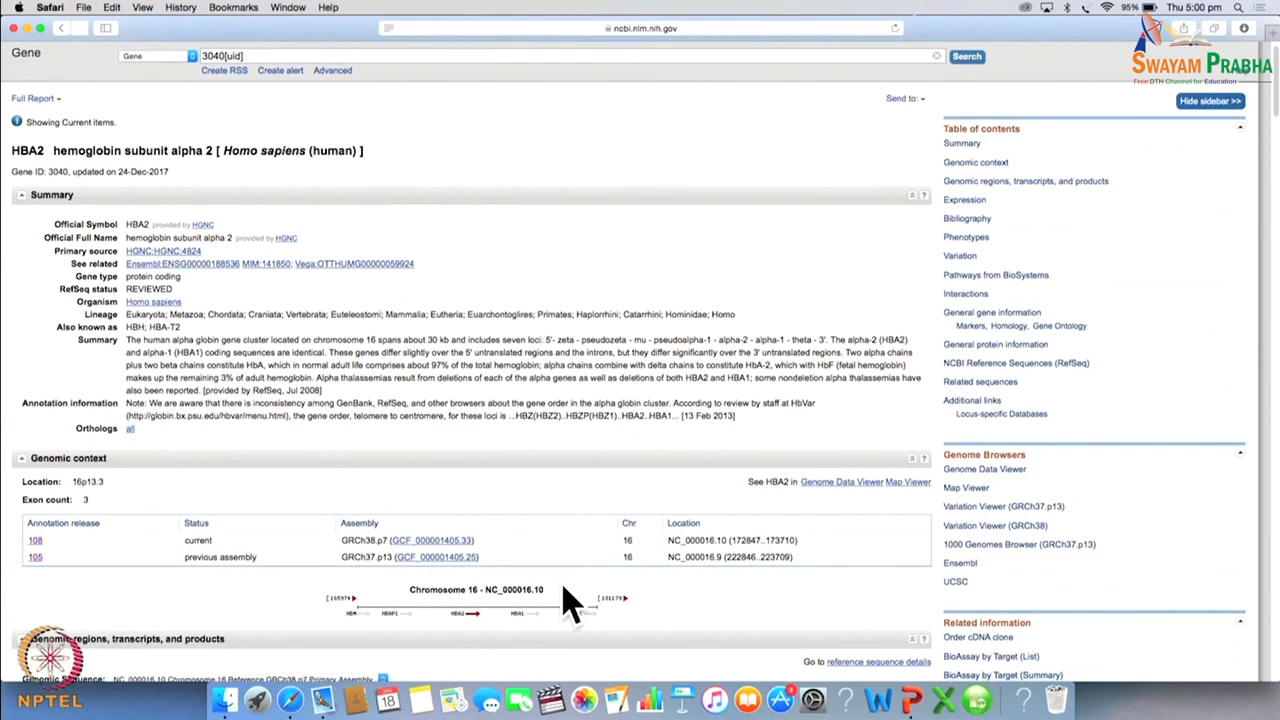 Safari File Edit View History Bookmarks Window Help 95% Thu 5:00 pm
ncbi.nlm.nih.gov
SWAYAM PRABHA
Free DTH Channel for Education
Gene Gene 3040[uid] Search
Create RSS Create alert Advanced
Full Report Send to: Hide sidebar >>
Showing Current items.
HBA2 hemoglobin subunit alpha 2 [ Homo sapiens (human) ]
Gene ID: 3040, updated on 24-Dec-2017
Summary
Official Symbol HBA2 provided by HGNC
Official Full Name hemoglobin subunit alpha 2 provided by HGNC
Primary source HGNC:HGNC:4824
See related Ensembl:ENSG00000188536 MIM:141850; Vega:OTTHUMG00000059924
Gene type protein coding
RefSeq status REVIEWED
Organism Homo sapiens
Lineage Eukaryota; Metazoa; Chordata; Craniata; Vertebrata; Euteleostomi; Mammalia; Eutheria; Euarchontoglires; Primates; Haplorrhini; Catarrhini; Hominidae; Homo
Also known as HBH; HBA-T2
Summary The human alpha globin gene cluster located on chromosome 16 spans about 30 kb and includes seven loci: 5'- zeta - pseudozeta - mu - pseudoalpha-1 - alpha-2 - alpha-1 - theta - 3'. The alpha-2 (HBA2)
and alpha-1 (HBA1) coding sequences are identical. These genes differ slightly over the 5' untranslated regions and the introns, but they differ significantly over the 3' untranslated regions. Two alpha chains
plus two beta chains constitute HbA, which in normal adult life comprises about 97% of the total hemoglobin; alpha chains combine with delta chains to constitute HbA-2, which with HbF (fetal hemoglobin)
makes up the remaining 3% of adult hemoglobin. Alpha thalassemias result from deletions of each of the alpha genes as well as deletions of both HBA2 and HBA1; some nondeletion alpha thalassemias have
also been reported. [provided by RefSeq, Jul 2008]
Annotation information Note: We are aware that there is inconsistency among GenBank, RefSeq, and other browsers about the gene order in the alpha globin cluster. According to review by staff at HbVar
(http://globin.bx.psu.edu/hbvar/menu.html), the gene order, telomere to centromere, for these loci is ...HBZ(HBZ2)..HBZP(HBZ1)..HBA2..HBA1... [13 Feb 2013]
Orthologs all
Genomic context
Location: 16p13.3
See HBA2 in Genome Data Viewer Map Viewer
Exon count: 3
Annotation release Status Assembly Chr Location
108 current GRCh38.p7 (GCF_000001405.33) 16 NC_000016.10 (172847..173710)
105 previous assembly GRCh37.p13 (GCF_000001405.25) 16 NC_000016.9 (222846..223709)
Chromosome 16 - NC_000016.10
[ 165974 [ 181179
HBM HBAP1 HBA2 HBA1
Genomic regions, transcripts, and products
Go to reference sequence details
Genomic Sequence: NC_000016.10 Chromosome 16 Reference GRCh38.p7 Primary Assembly
Table of contents
Summary
Genomic context
Genomic regions, transcripts, and products
Expression
Bibliography
Phenotypes
Variation
Pathways from BioSystems
Interactions
General gene information
Markers, Homology, Gene Ontology
General protein information
NCBI Reference Sequences (RefSeq)
Related sequences
Additional links
Locus-specific Databases
Genome Browsers
Genome Data Viewer
Map Viewer
Variation Viewer (GRCh37.p13)
Variation Viewer (GRCh38)
1000 Genomes Browser (GRCh37.p13)
Ensembl
UCSC
Related information
Order cDNA clone
BioAssay by Target (List)
BioAssay by Target (Summary)
NPTEL
18